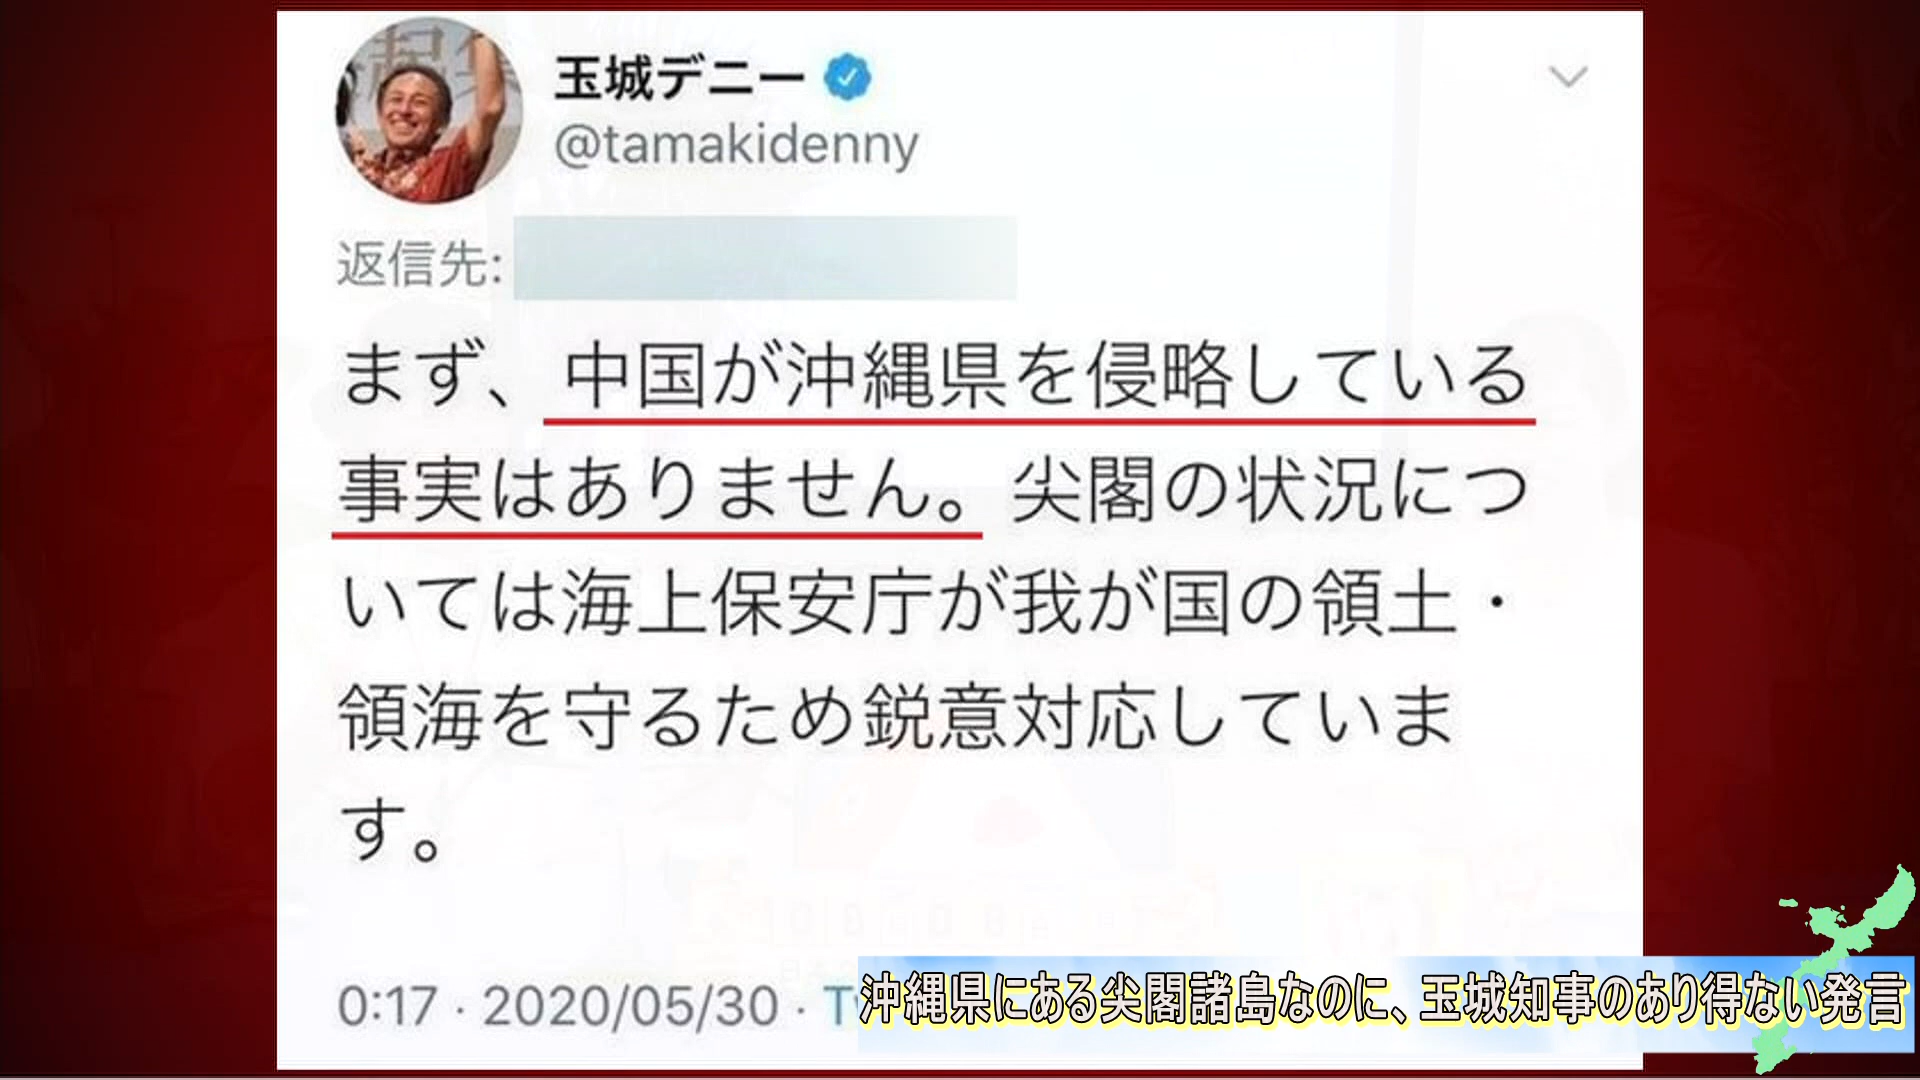 玉城デニー
@tamakidenny
返信先:
まず、中国が沖縄県を侵略している
事実はありません。尖閣の状況につ
いては海上保安庁が我が国の領土・
領海を守るため鋭意対応していま
す。
0:17 · 2020/05/30 · Tw
沖縄県にある尖閣諸島なのに、玉城知事のあり得ない発言